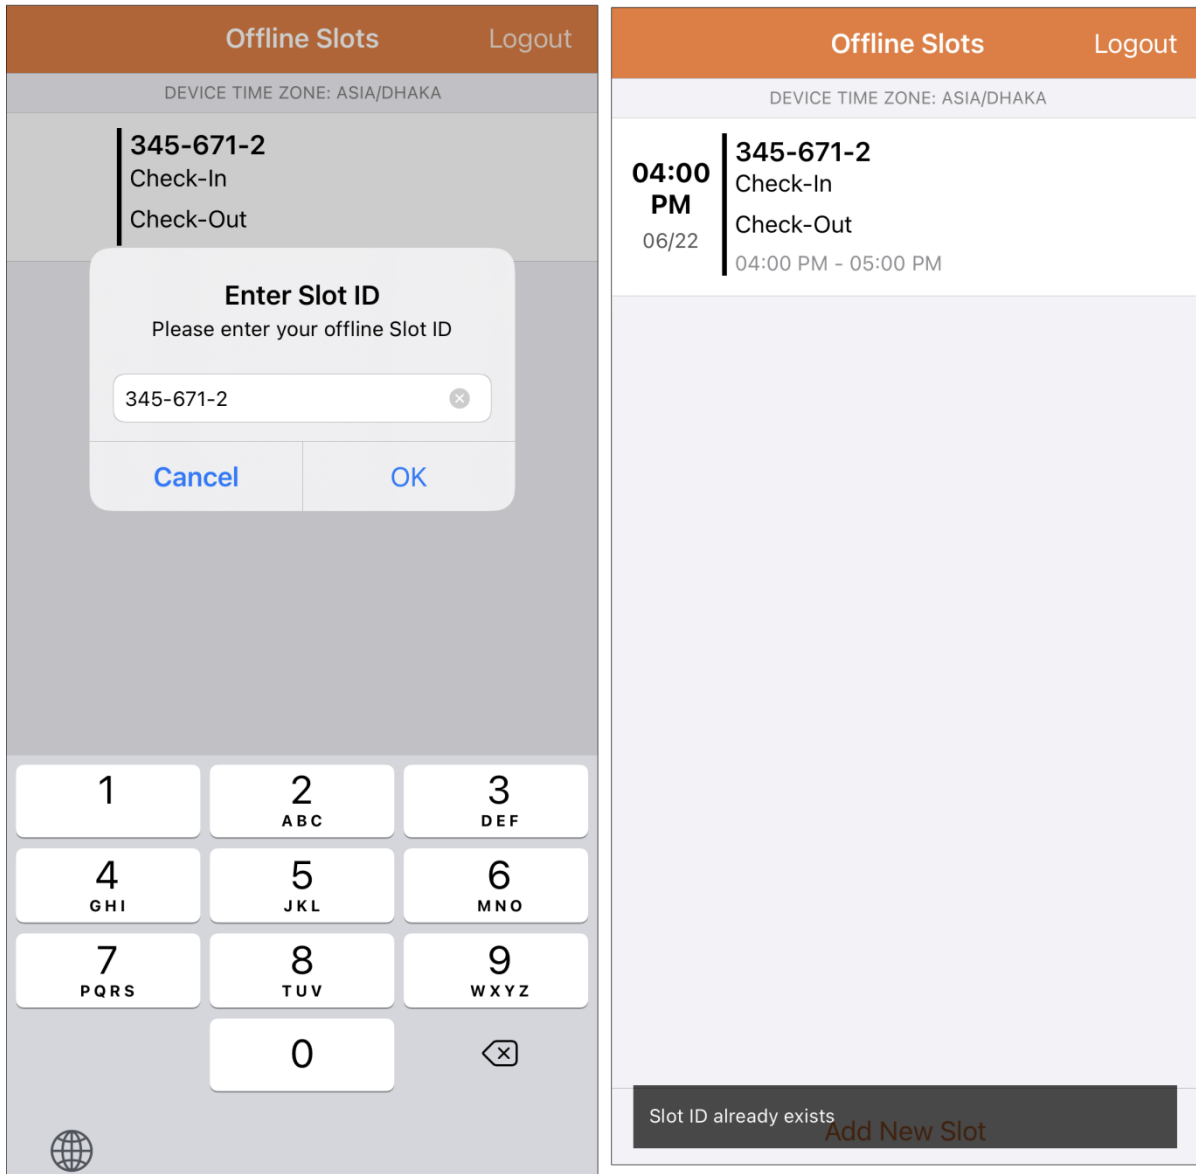 Offline Slots
Logout
DEVICE TIME ZONE: ASIA/DHAKA
345-671-2
Check-In
Check-Out
Enter Slot ID
Please enter your offline Slot ID
345-671-2
Cancel
OK
1
2
ABC
3
DEF
4
GHI
5
JKL
6
MNO
7
PQRS
8
TUV
9
WXYZ
0
Offline Slots
Logout
DEVICE TIME ZONE: ASIA/DHAKA
04:00
PM
06/22
345-671-2
Check-In
Check-Out
04:00 PM - 05:00 PM
Slot ID already exists
Add New Slot